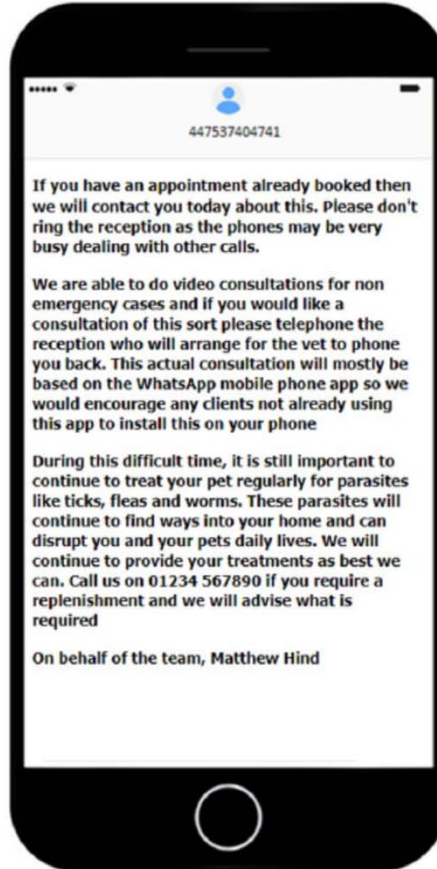 447537404741
If you have an appointment already booked then
we will contact you today about this. Please don't
ring the reception as the phones may be very
busy dealing with other calls.
We are able to do video consultations for non
emergency cases and if you would like a
consultation of this sort please telephone the
reception who will arrange for the vet to phone
you back. This actual consultation will mostly be
based on the WhatsApp mobile phone app so we
would encourage any clients not already using
this app to install this on your phone
During this difficult time, it is still important to
continue to treat your pet regularly for parasites
like ticks, fleas and worms. These parasites will
continue to find ways into your home and can
disrupt you and your pets daily lives. We will
continue to provide your treatments as best we
can. Call us on 01234 567890 if you require a
replenishment and we will advise what is
required
On behalf of the team, Matthew Hind